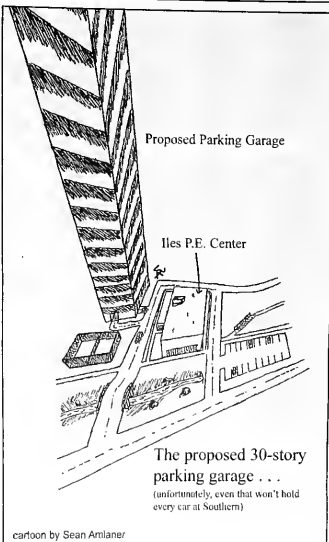 Proposed Parking Garage
Iles P.E. Center
The proposed 30-story
parking garage . . .
(unfortunately, even that won't hold
every car at Southern)
cartoon by Sean Amlaner